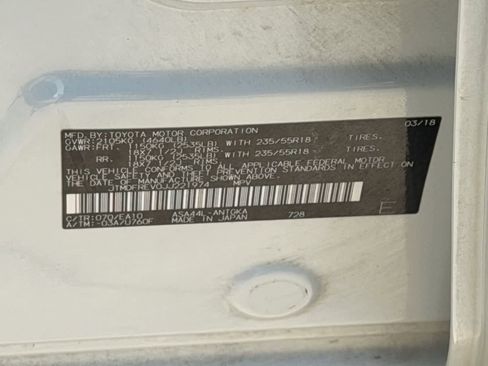 MFD.BY:TOYOTA MOTOR CORPORATION 03/18
GVWR:2105KG (4640LB)
GAWR:FRT. 1150KG (2535LB) WITH 235/55R18 TIRES.
18X7 J RIMS.
RR. 1150KG (2535LB) WITH 235/55R18 TIRES.
18X7 J RIMS.
THIS VEHICLE CONFORMS TO ALL APPLICABLE FEDERAL MOTOR
VEHICLE SAFETY, AND THEFT PREVENTION STANDARDS IN EFFECT ON
THE DATE OF MANUFACTURE SHOWN ABOVE.
MPV
C/TR:070/EA10 ASA44L-ANTGKA 728
A/TM:-03A/U760F MADE IN JAPAN
E